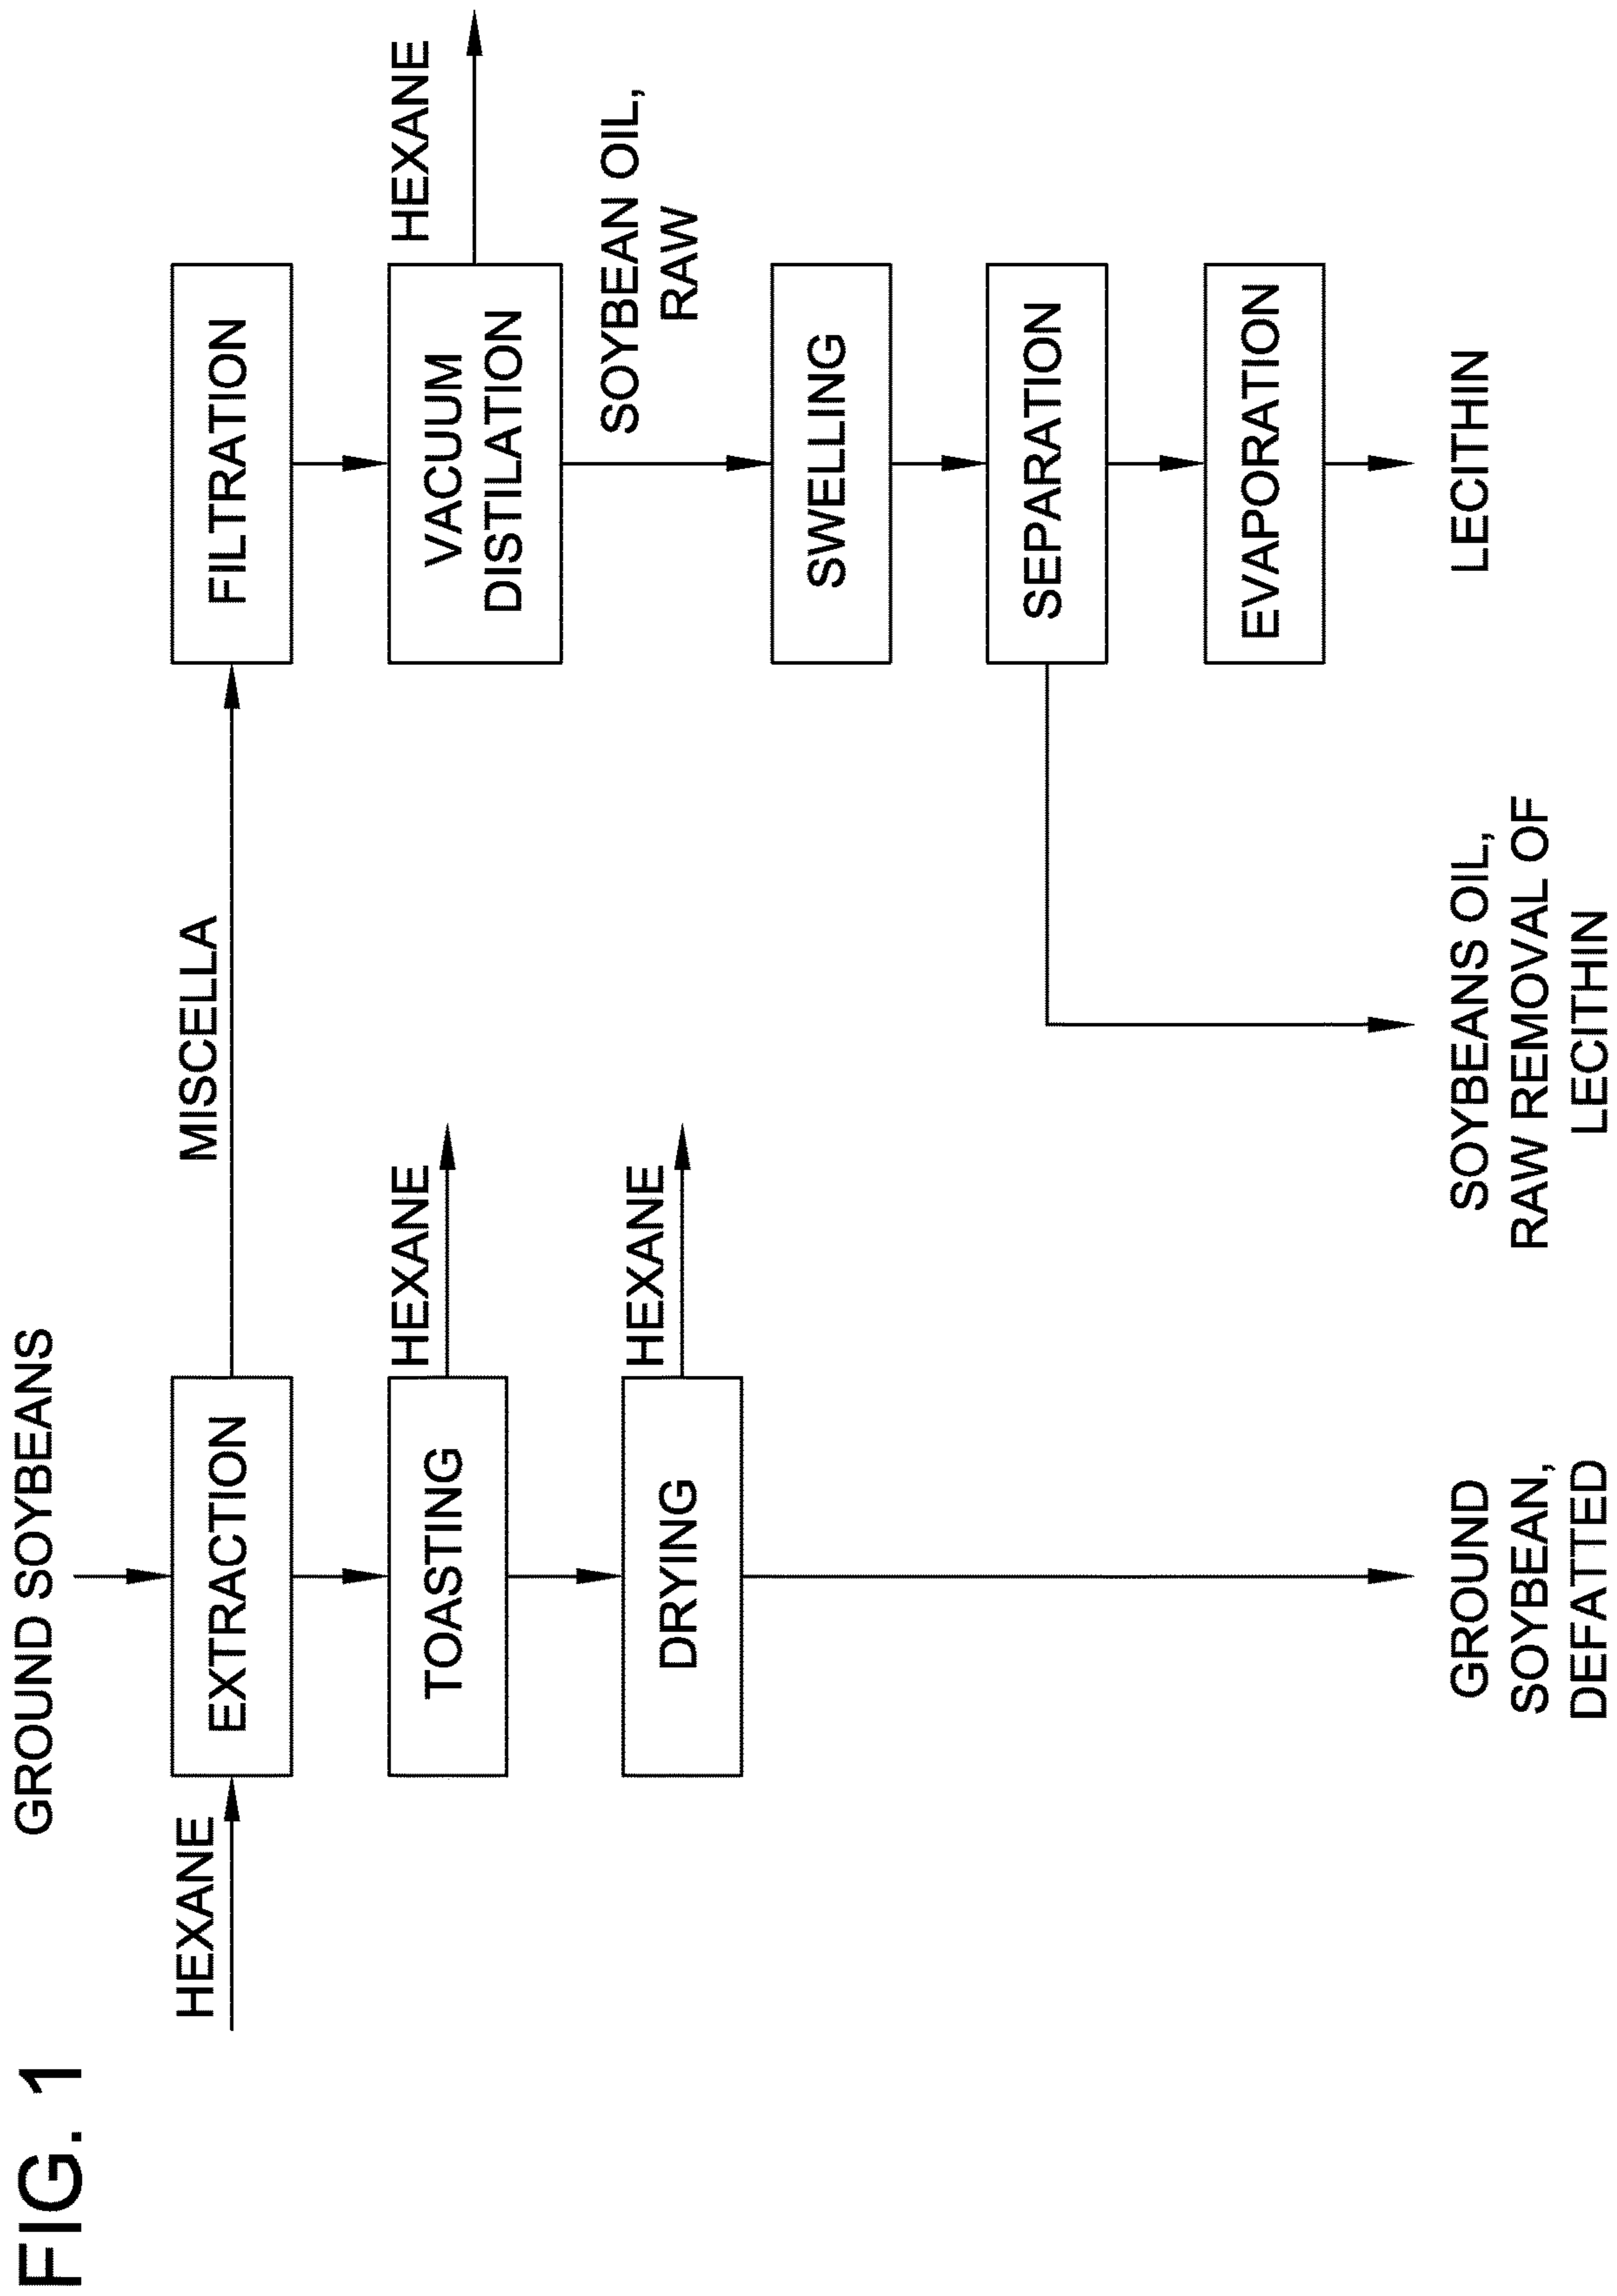 FIG. 1
GROUND SOYBEANS
HEXANE
EXTRACTION
MISCELLA
FILTRATION
TOASTING
HEXANE
VACUUM
DISTILATION
HEXANE
DRYING
HEXANE
SOYBEAN OIL,
RAW
SWELLING
SEPARATION
EVAPORATION
GROUND
SOYBEAN,
DEFATTED
SOYBEANS OIL,
RAW REMOVAL OF
LECITHIN
LECITHIN